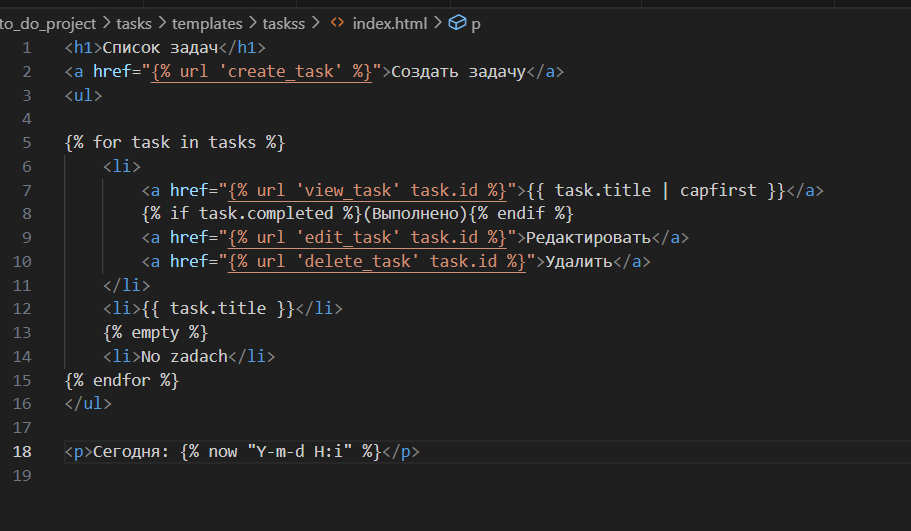 to_do_project > tasks > templates > taskss > <> index.html > p
1 <h1>Список задач</h1>
2 <a href="{% url 'create_task' %}">Создать задачу</a>
3 <ul>
4
5 {% for task in tasks %}
6 <li>
7 <a href="{% url 'view_task' task.id %}">{{ task.title | capfirst }}</a>
8 {% if task.completed %}(Выполнено){% endif %}
9 <a href="{% url 'edit_task' task.id %}">Редактировать</a>
10 <a href="{% url 'delete_task' task.id %}">Удалить</a>
11 </li>
12 <li>{{ task.title }}</li>
13 {% empty %}
14 <li>No zadach</li>
15 {% endfor %}
16 </ul>
17
18 <p>Сегодня: {% now "Y-m-d H:i" %}</p>
19